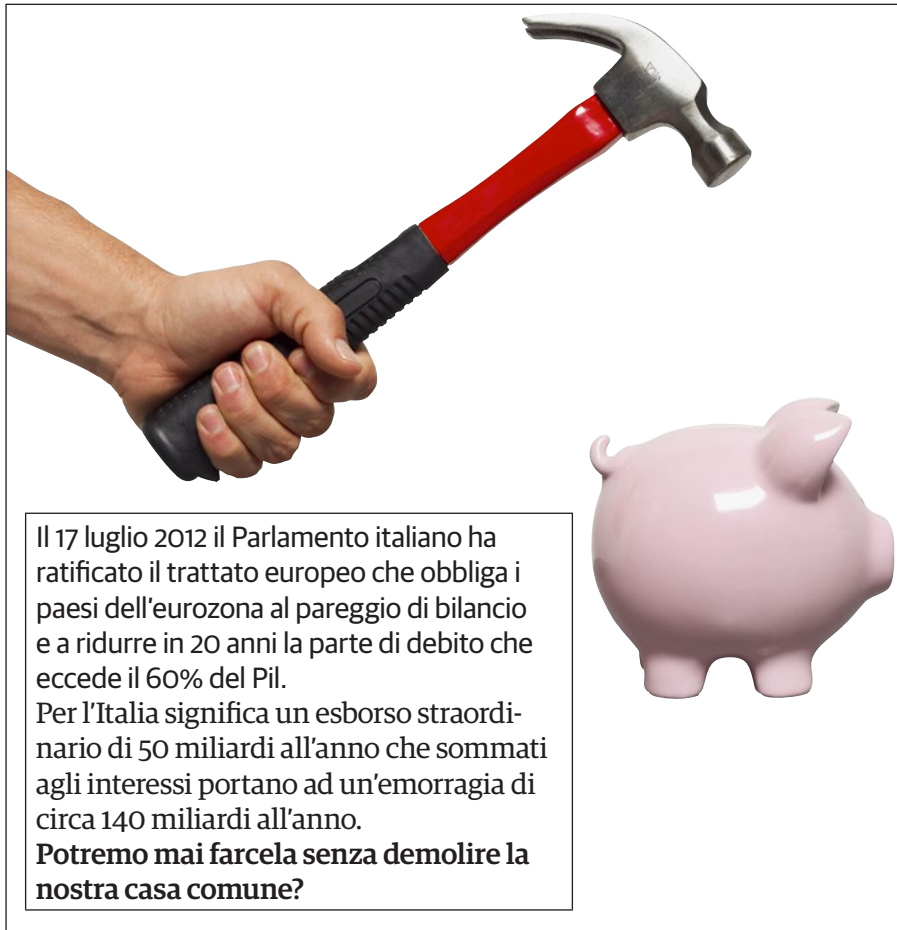 Il 17 luglio 2012 il Parlamento italiano ha
ratificato il trattato europeo che obbliga i
paesi dell'eurozona al pareggio di bilancio
e a ridurre in 20 anni la parte di debito che
eccede il 60% del Pil.
Per l'Italia significa un esborso straordi-
nario di 50 miliardi all'anno che sommati
agli interessi portano ad un'emorragia di
circa 140 miliardi all'anno.
Potremo mai farcela senza demolire la
nostra casa comune?